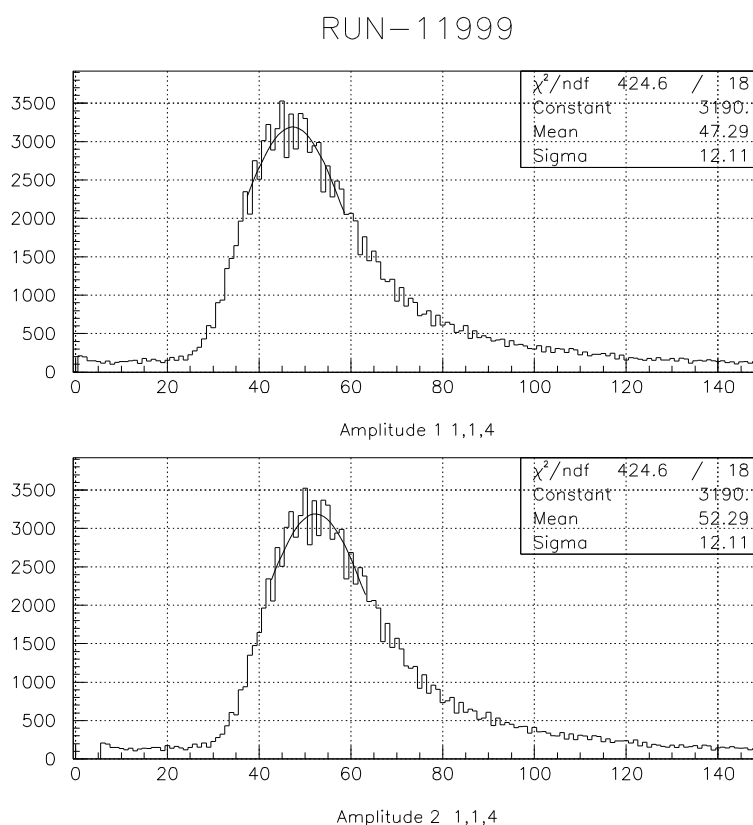 RUN-11999
χ²/ndf 424.6 / 18
Constant 3190.
Mean 47.29
Sigma 12.11
3500
3000
2500
2000
1500
1000
500
0
0 20 40 60 80 100 120 140
Amplitude 1 1,1,4
χ²/ndf 424.6 / 18
Constant 3190.
Mean 52.29
Sigma 12.11
3500
3000
2500
2000
1500
1000
500
0
0 20 40 60 80 100 120 140
Amplitude 2 1,1,4